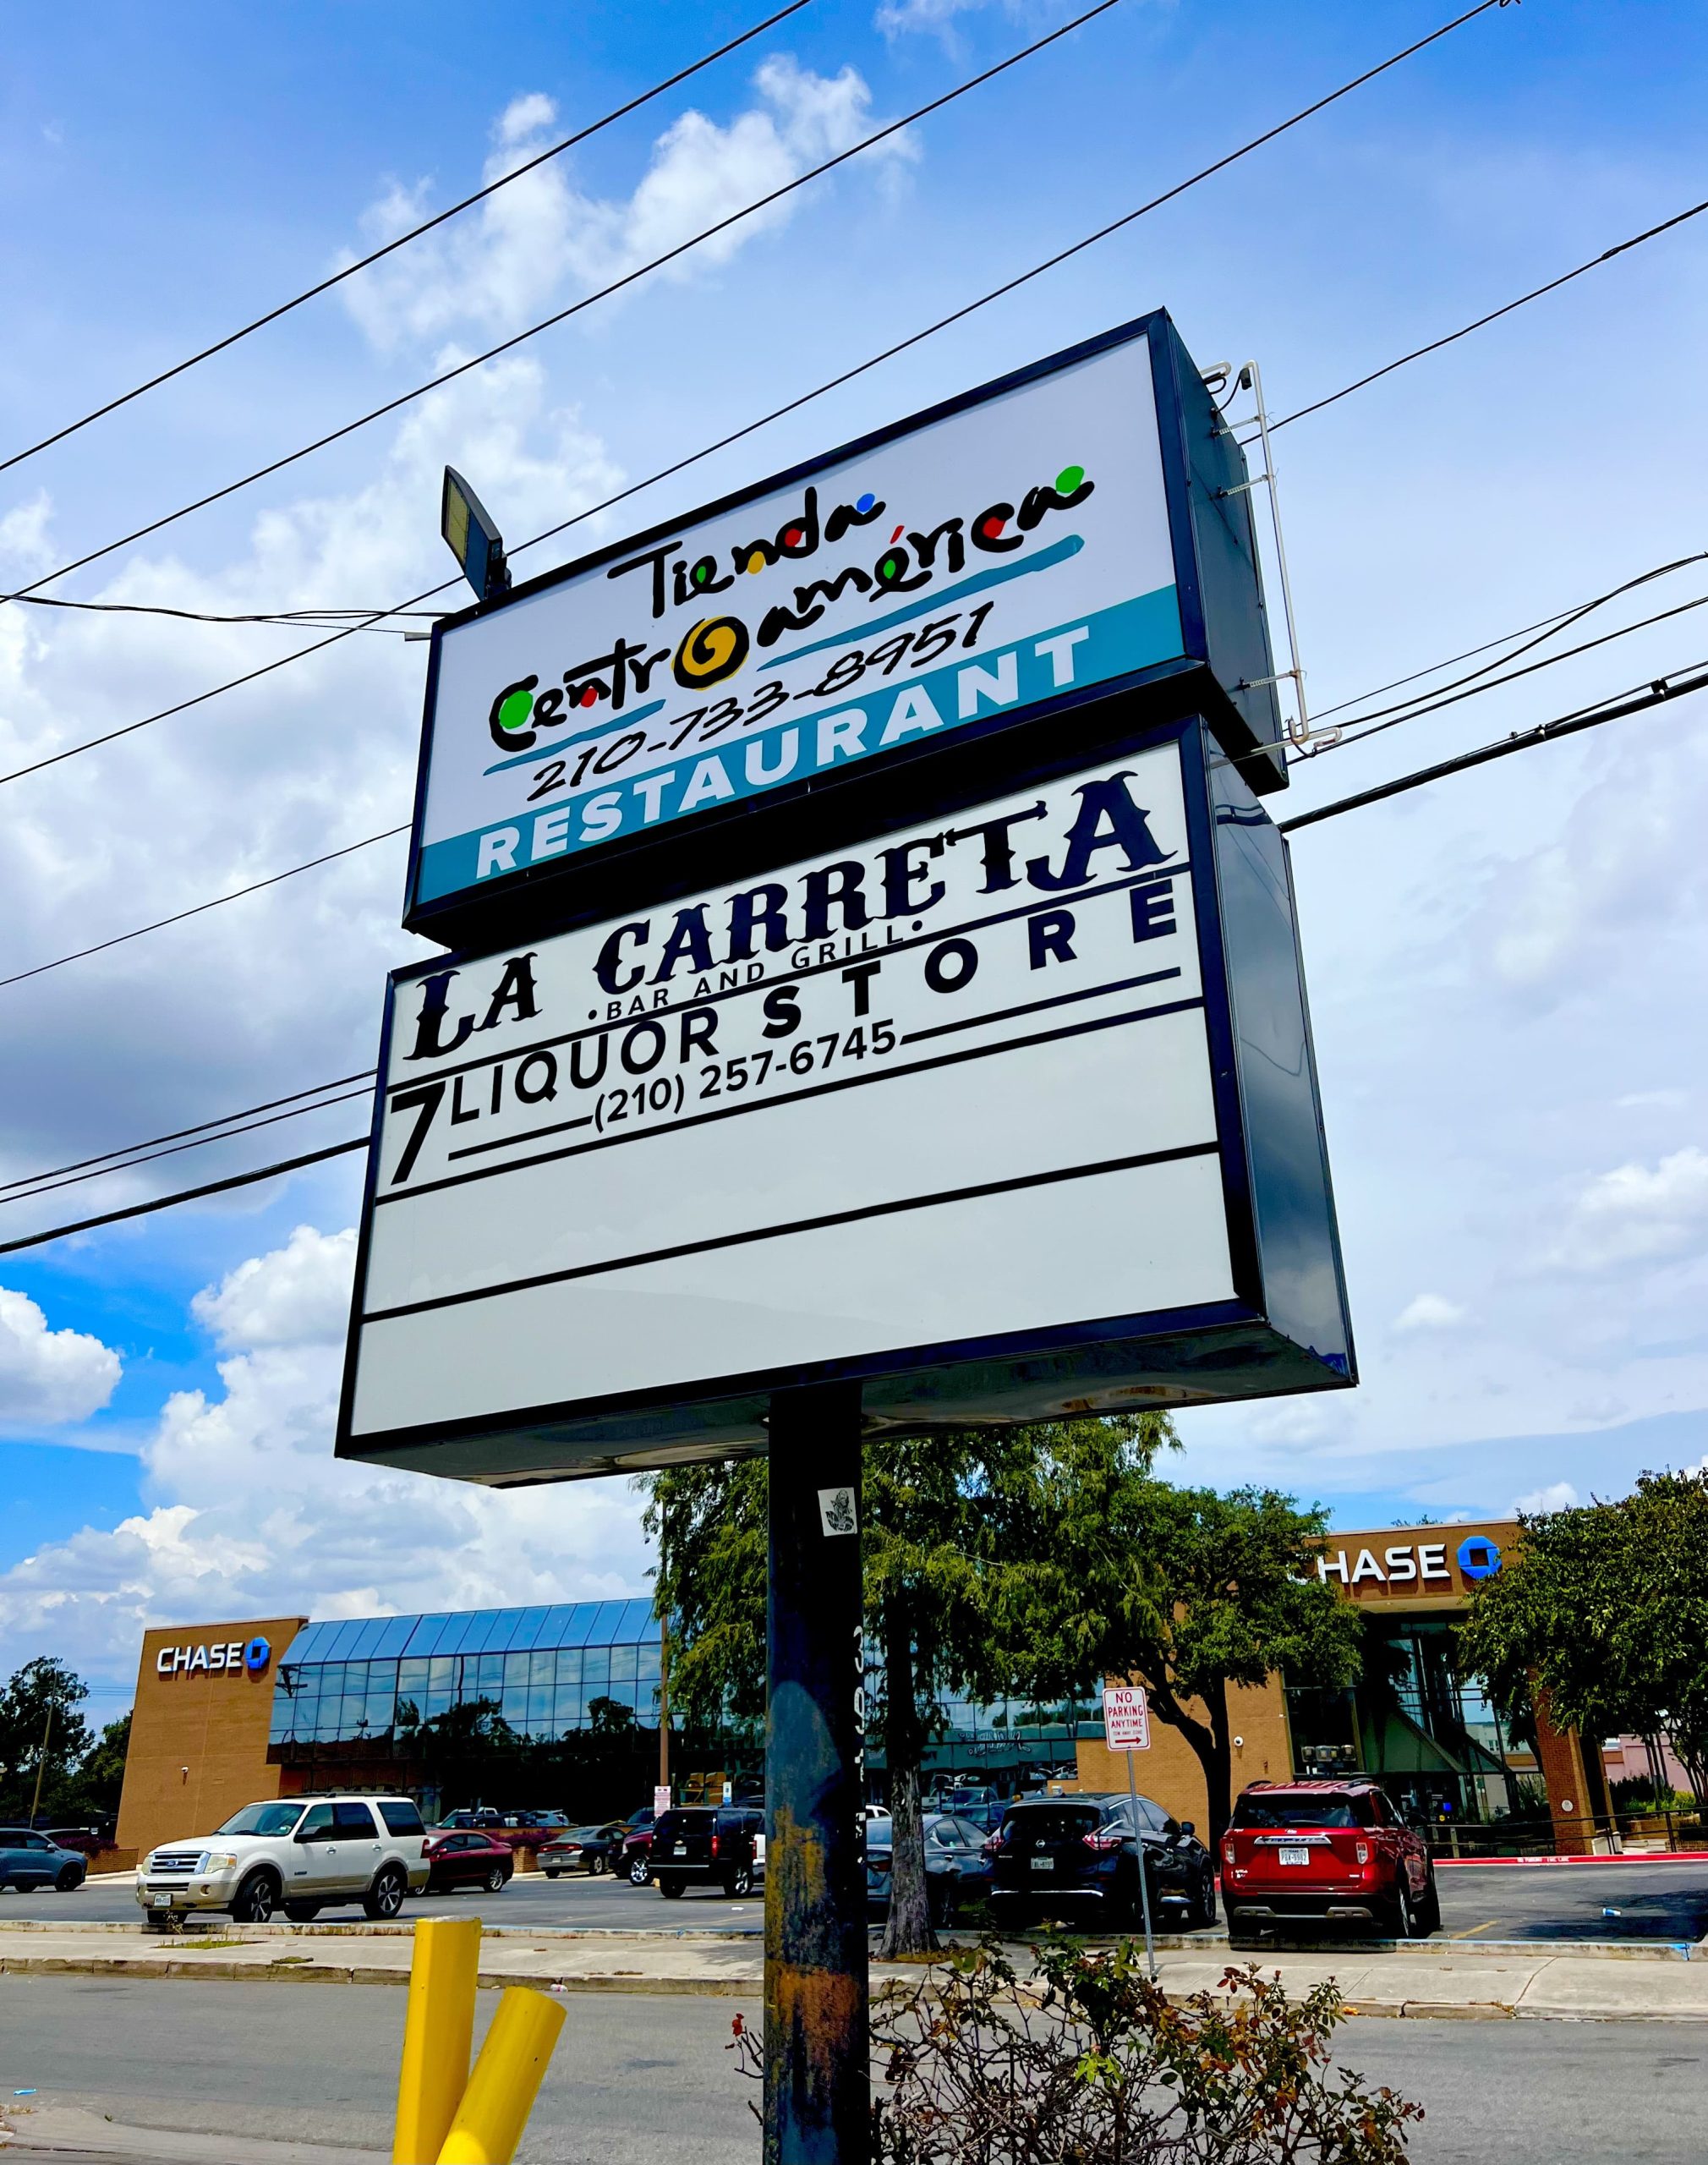 Tienda
Centroamérica
210-733-8951
RESTAURANT
LA CARRETA
•BAR AND GRILL•
7 LIQUOR STORE
(210) 257-6745
CHASE
HASE
NO
PARKING
ANYTIME